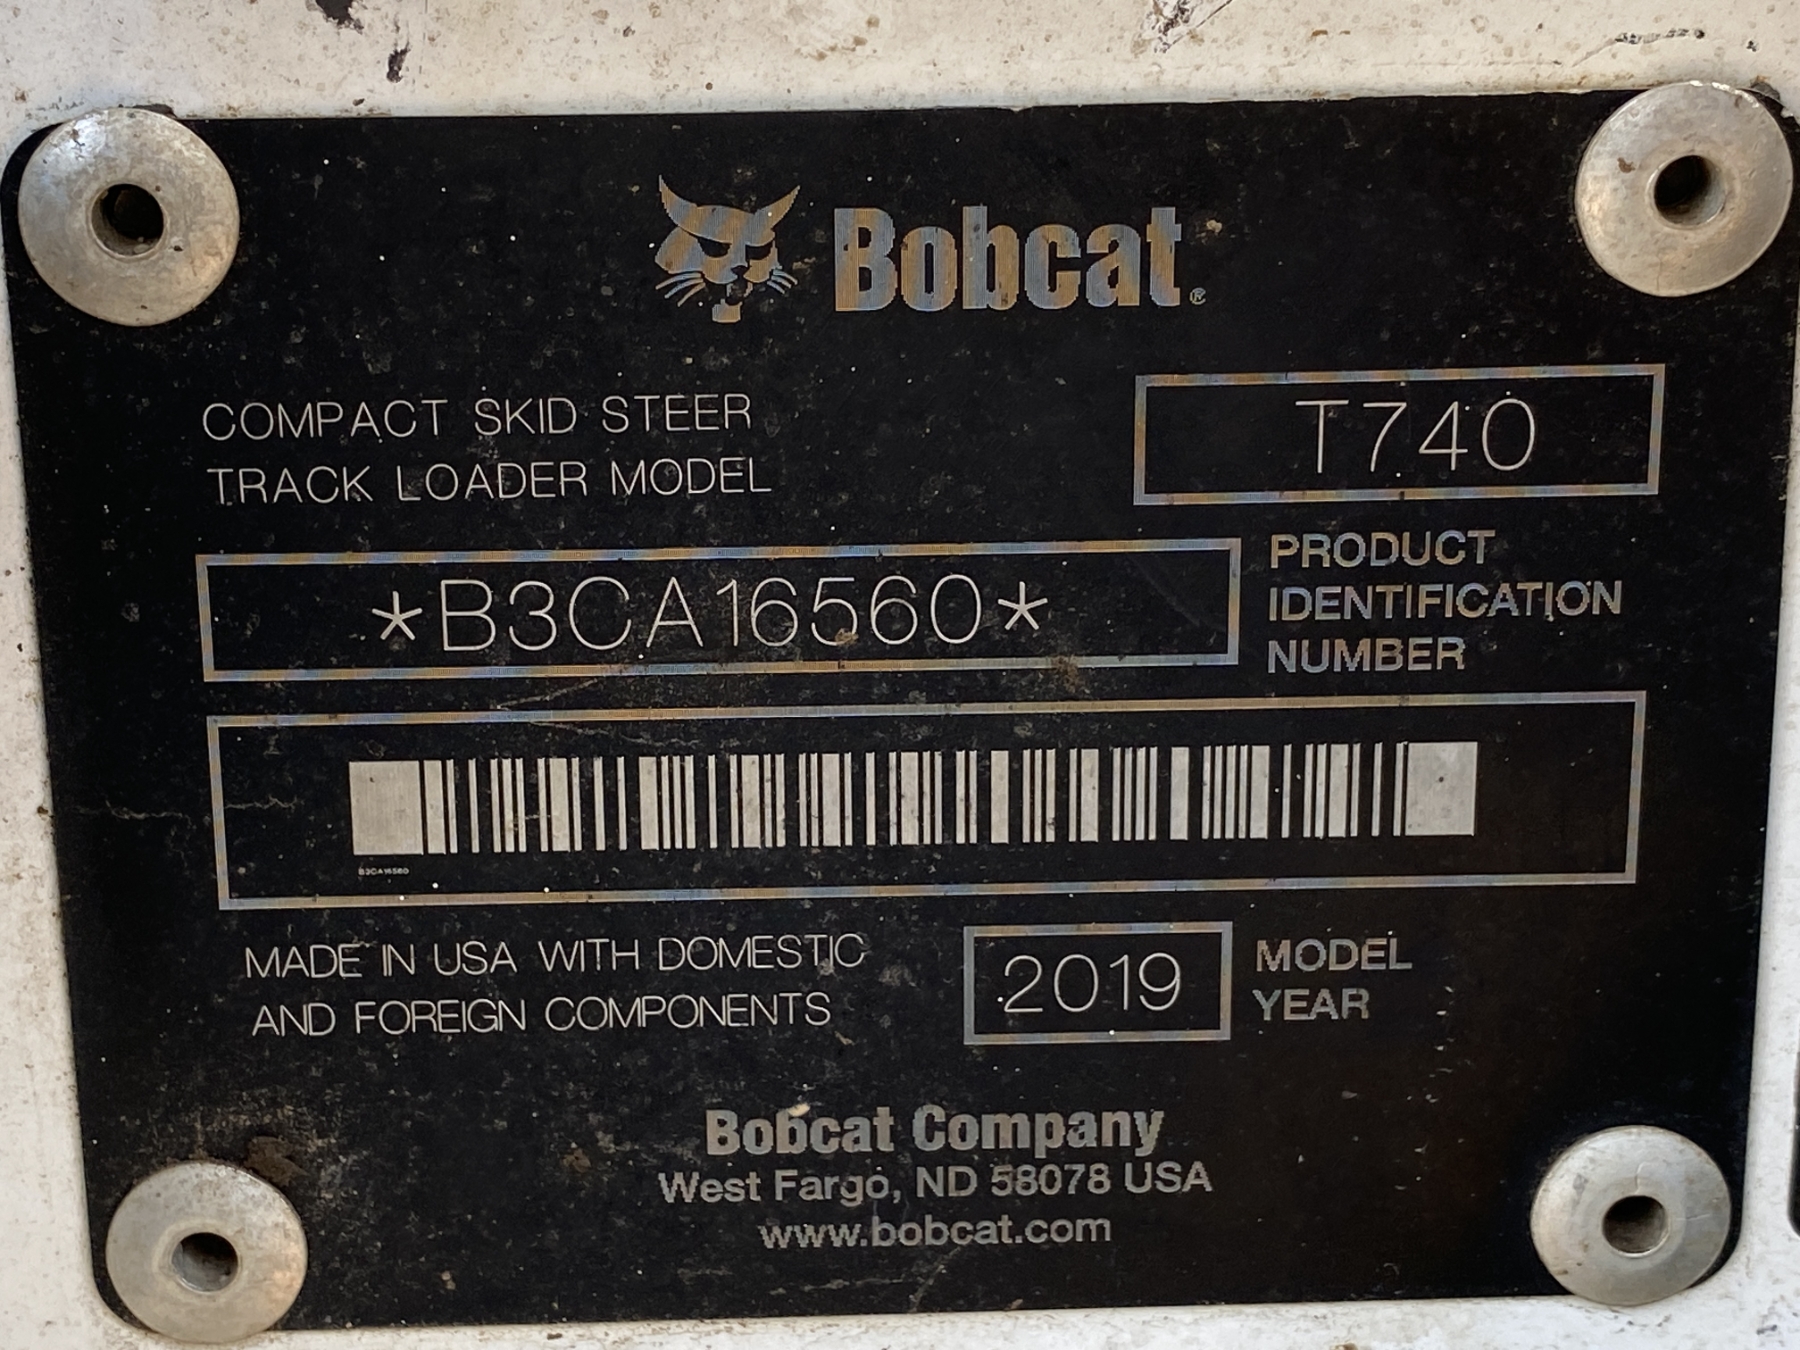 Bobcat®
COMPACT SKID STEER
TRACK LOADER MODEL
T740
*B3CA16560*
PRODUCT
IDENTIFICATION
NUMBER
B3CA16560
MADE IN USA WITH DOMESTIC
AND FOREIGN COMPONENTS
2019
MODEL
YEAR
Bobcat Company
West Fargo, ND 58078 USA
www.bobcat.com